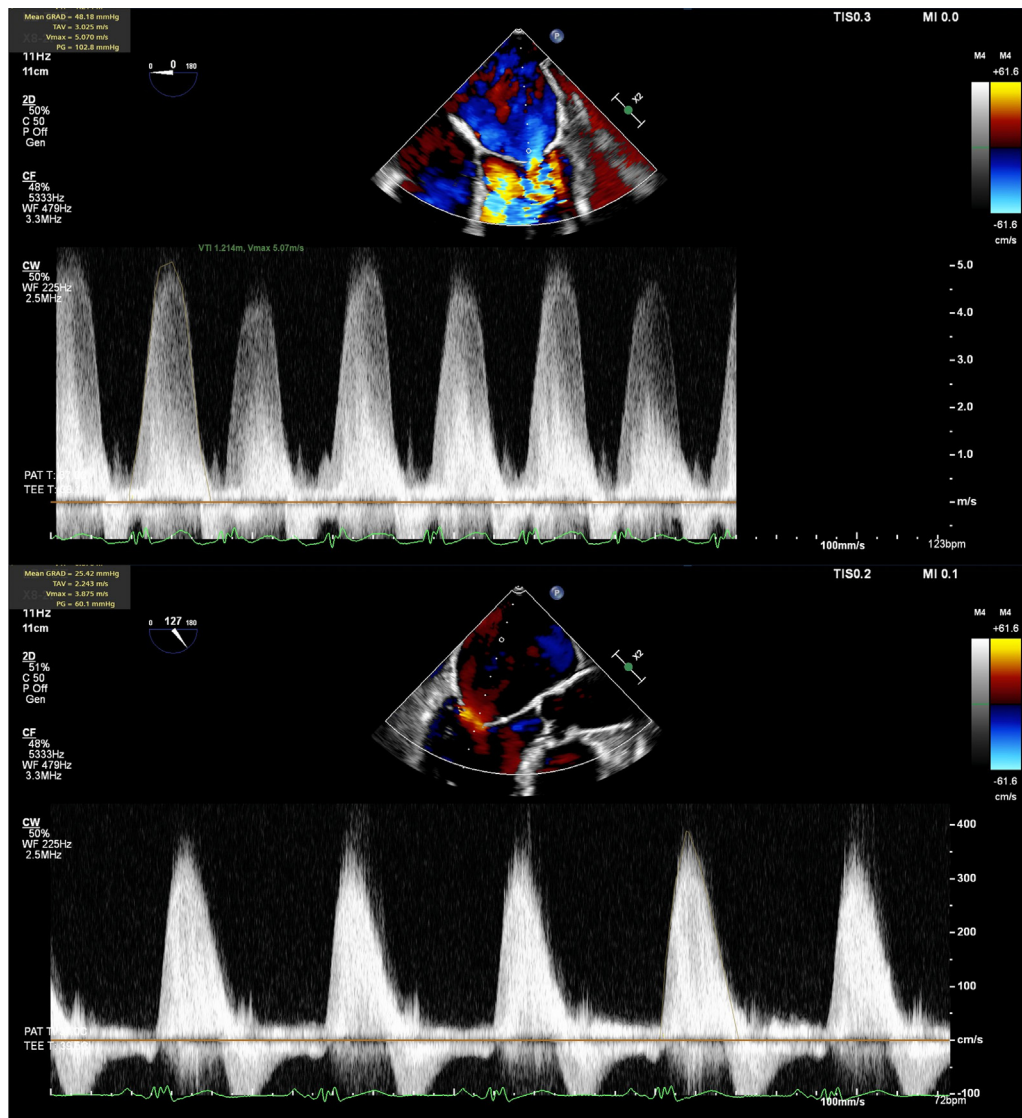 Mean GRAD = 48.18 mmHg
TAV = 3.025 m/s
Vmax = 5.070 m/s
PG = 102.8 mmHg
TIS0.3 MI 0.0
11Hz
11cm
0 0 180
P
X2
M4 M4
+61.6
2D
50%
C 50
P Off
Gen
CF
48%
5333Hz
WF 479Hz
3.3MHz
-61.6
cm/s
VTI 1.214m, Vmax 5.07m/s
CW
50%
WF 225Hz
2.5MHz
5.0
4.0
3.0
2.0
1.0
m/s
PAT T:
TEE T:
100mm/s
123bpm
Mean GRAD = 25.42 mmHg
TAV = 2.243 m/s
Vmax = 3.875 m/s
PG = 60.1 mmHg
TIS0.2 MI 0.1
11Hz
11cm
0 127 180
P
X2
M4 M4
+61.6
2D
51%
C 50
P Off
Gen
CF
48%
5333Hz
WF 479Hz
3.3MHz
-61.6
cm/s
CW
50%
WF 225Hz
2.5MHz
400
300
200
100
cm/s
-100
PAT T
TEE T
100mm/s
72bpm